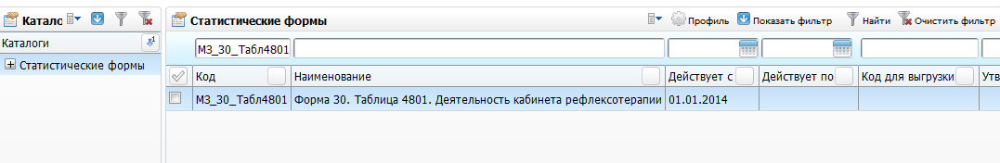 Катало
Каталоги
Статистические формы
Статистические формы
Профиль
Показать фильтр
Найти
Очистить фильтр
МЗ_30_Табл4801
Код
Наименование
Действует с
Действует по
Код для выгрузки
Утв
МЗ_30_Табл4801
Форма 30. Таблица 4801. Деятельность кабинета рефлексотерапии
01.01.2014